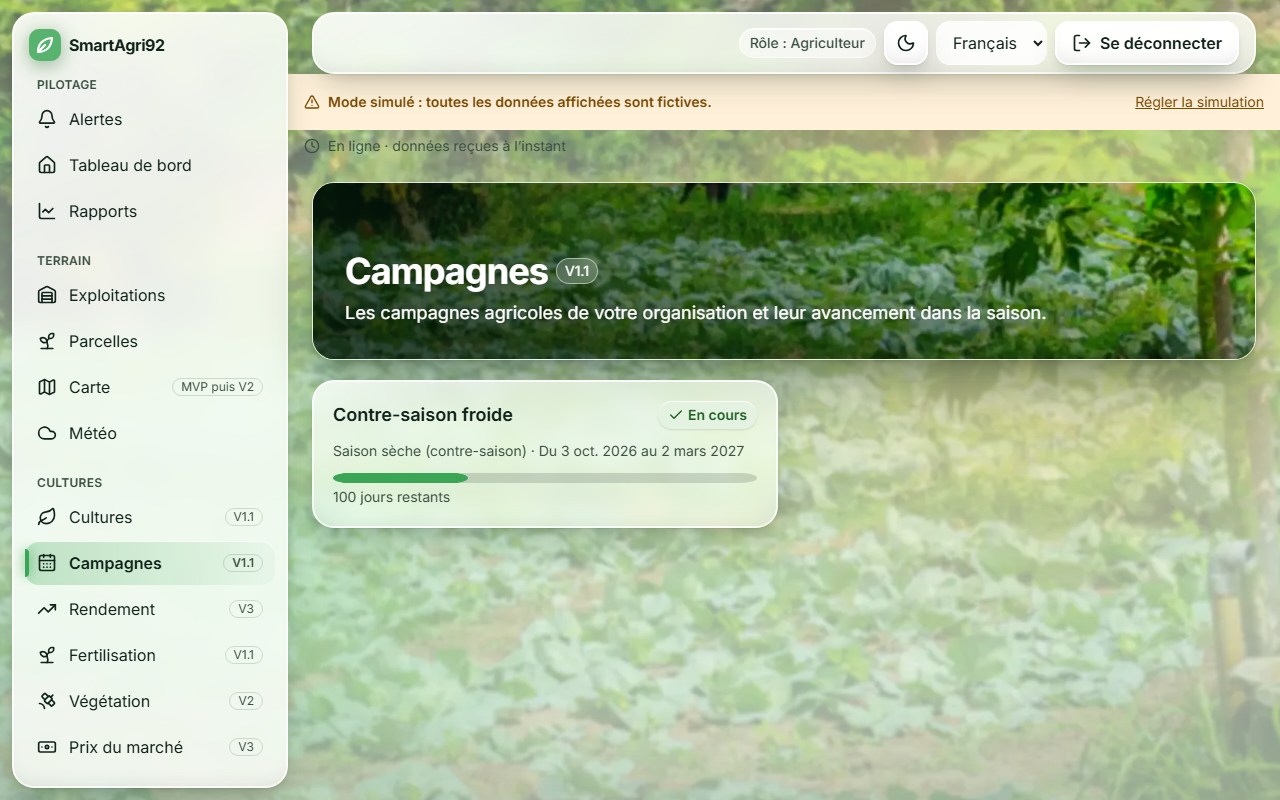 SmartAgri92
PILOTAGE
Alertes
Tableau de bord
Rapports
TERRAIN
Exploitations
Parcelles
Carte MVP puis V2
Météo
CULTURES
Cultures V1.1
Campagnes V1.1
Rendement V3
Fertilisation V1.1
Végétation V2
Prix du marché V3
Rôle : Agriculteur
Français
Se déconnecter
Mode simulé : toutes les données affichées sont fictives.
Régler la simulation
En ligne · données reçues à l’instant
Campagnes V1.1
Les campagnes agricoles de votre organisation et leur avancement dans la saison.
Contre-saison froide
En cours
Saison sèche (contre-saison) · Du 3 oct. 2026 au 2 mars 2027
100 jours restants